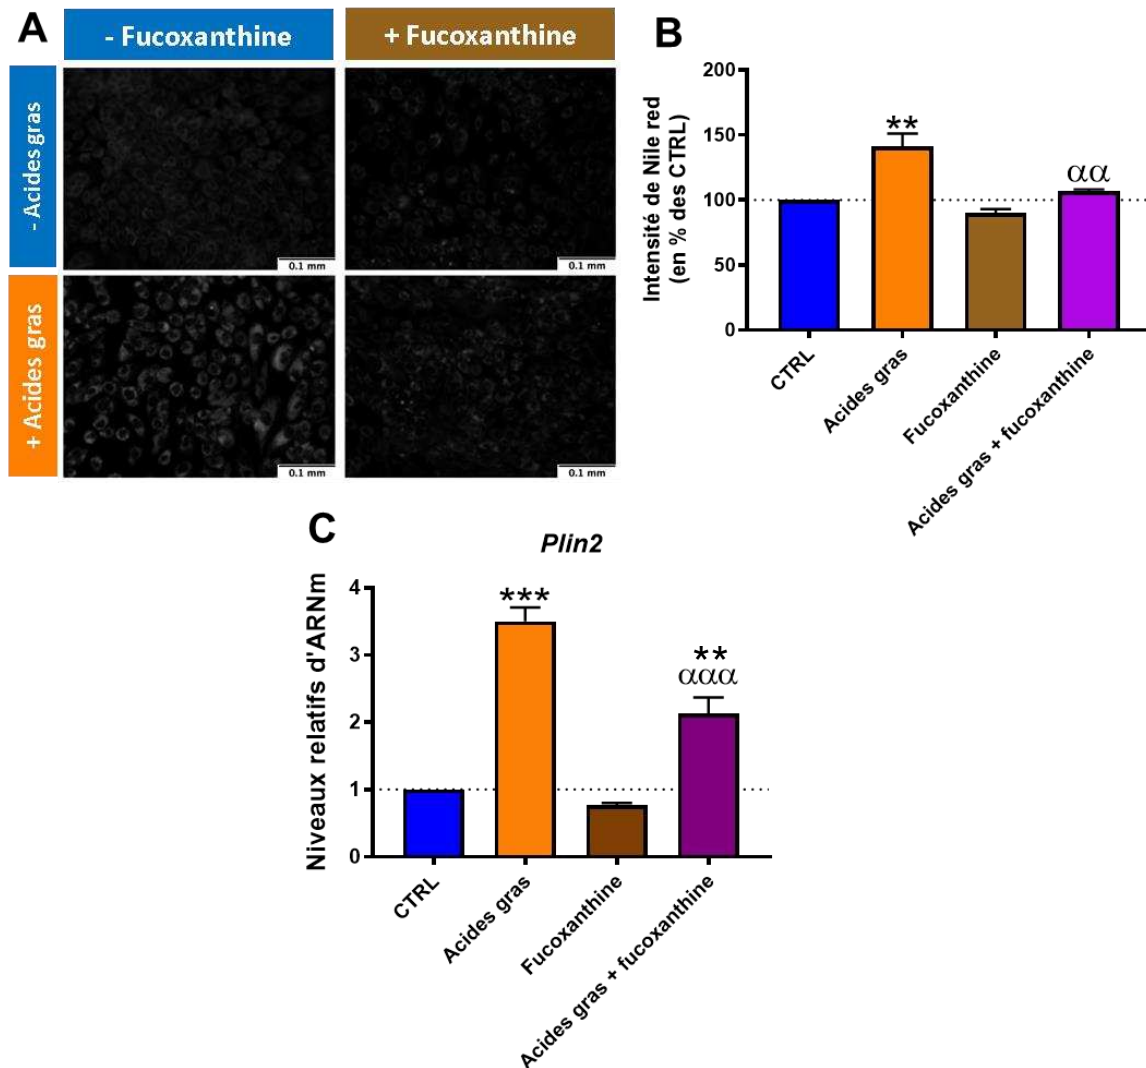 A
- Fucoxanthine
+ Fucoxanthine
- Acides gras
+ Acides gras
0.1 mm
0.1 mm
0.1 mm
0.1 mm
B
Intensité de Nile red
(en % des CTRL)
200
150
100
50
0
**
αα
CTRL
Acides gras
Fucoxanthine
Acides gras + fucoxanthine
C
Plin2
Niveaux relatifs d'ARNm
4
3
2
1
0
***
**
ααα
CTRL
Acides gras
Fucoxanthine
Acides gras + fucoxanthine